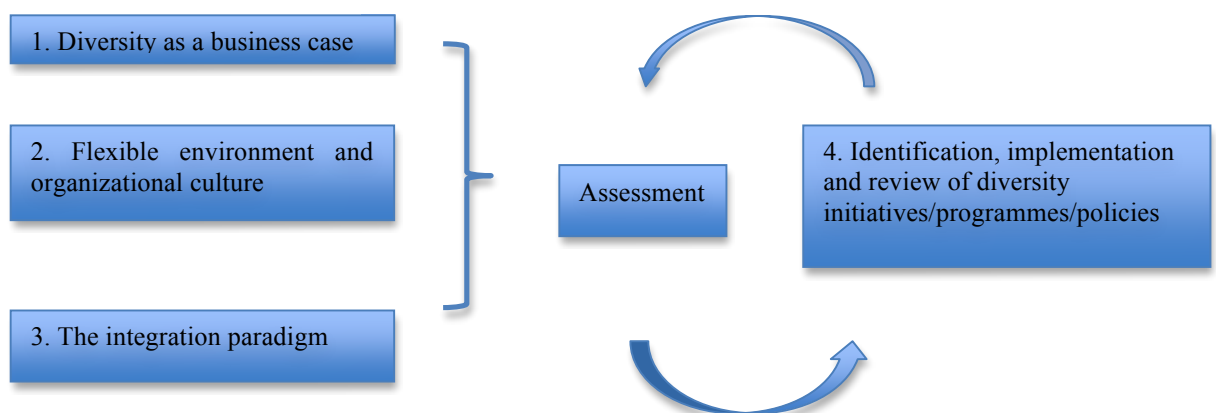 1. Diversity as a business case
2. Flexible environment and
organizational culture
3. The integration paradigm
Assessment
4. Identification, implementation
and review of diversity
initiatives/programmes/policies